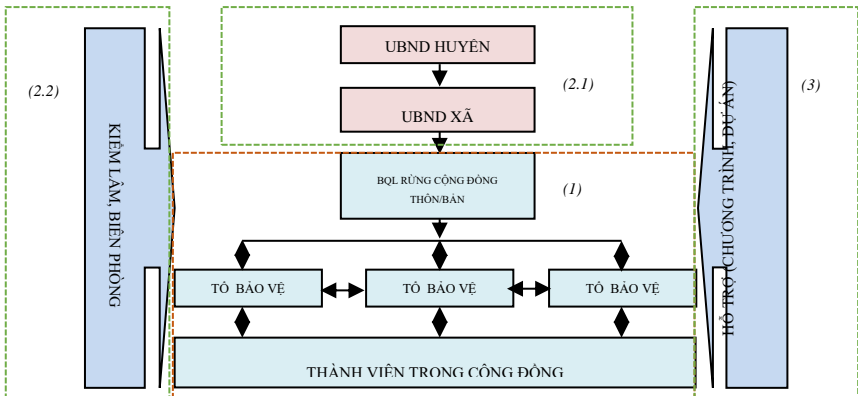 UBND HUYÊN
(2.2)
(2.1)
(3)
UBND XÃ
KIỂM LÂM, BIÊN PHÒNG
HỖ TRỢ (CHƯƠNG TRÌNH, DỰ ÁN)
BQL RỪNG CỘNG ĐỒNG
THÔN/BẢN
(1)
TỔ BẢO VỆ
TỔ BẢO VỆ
TỔ BẢO VỆ
THÀNH VIÊN TRONG CÔNG ĐỒNG